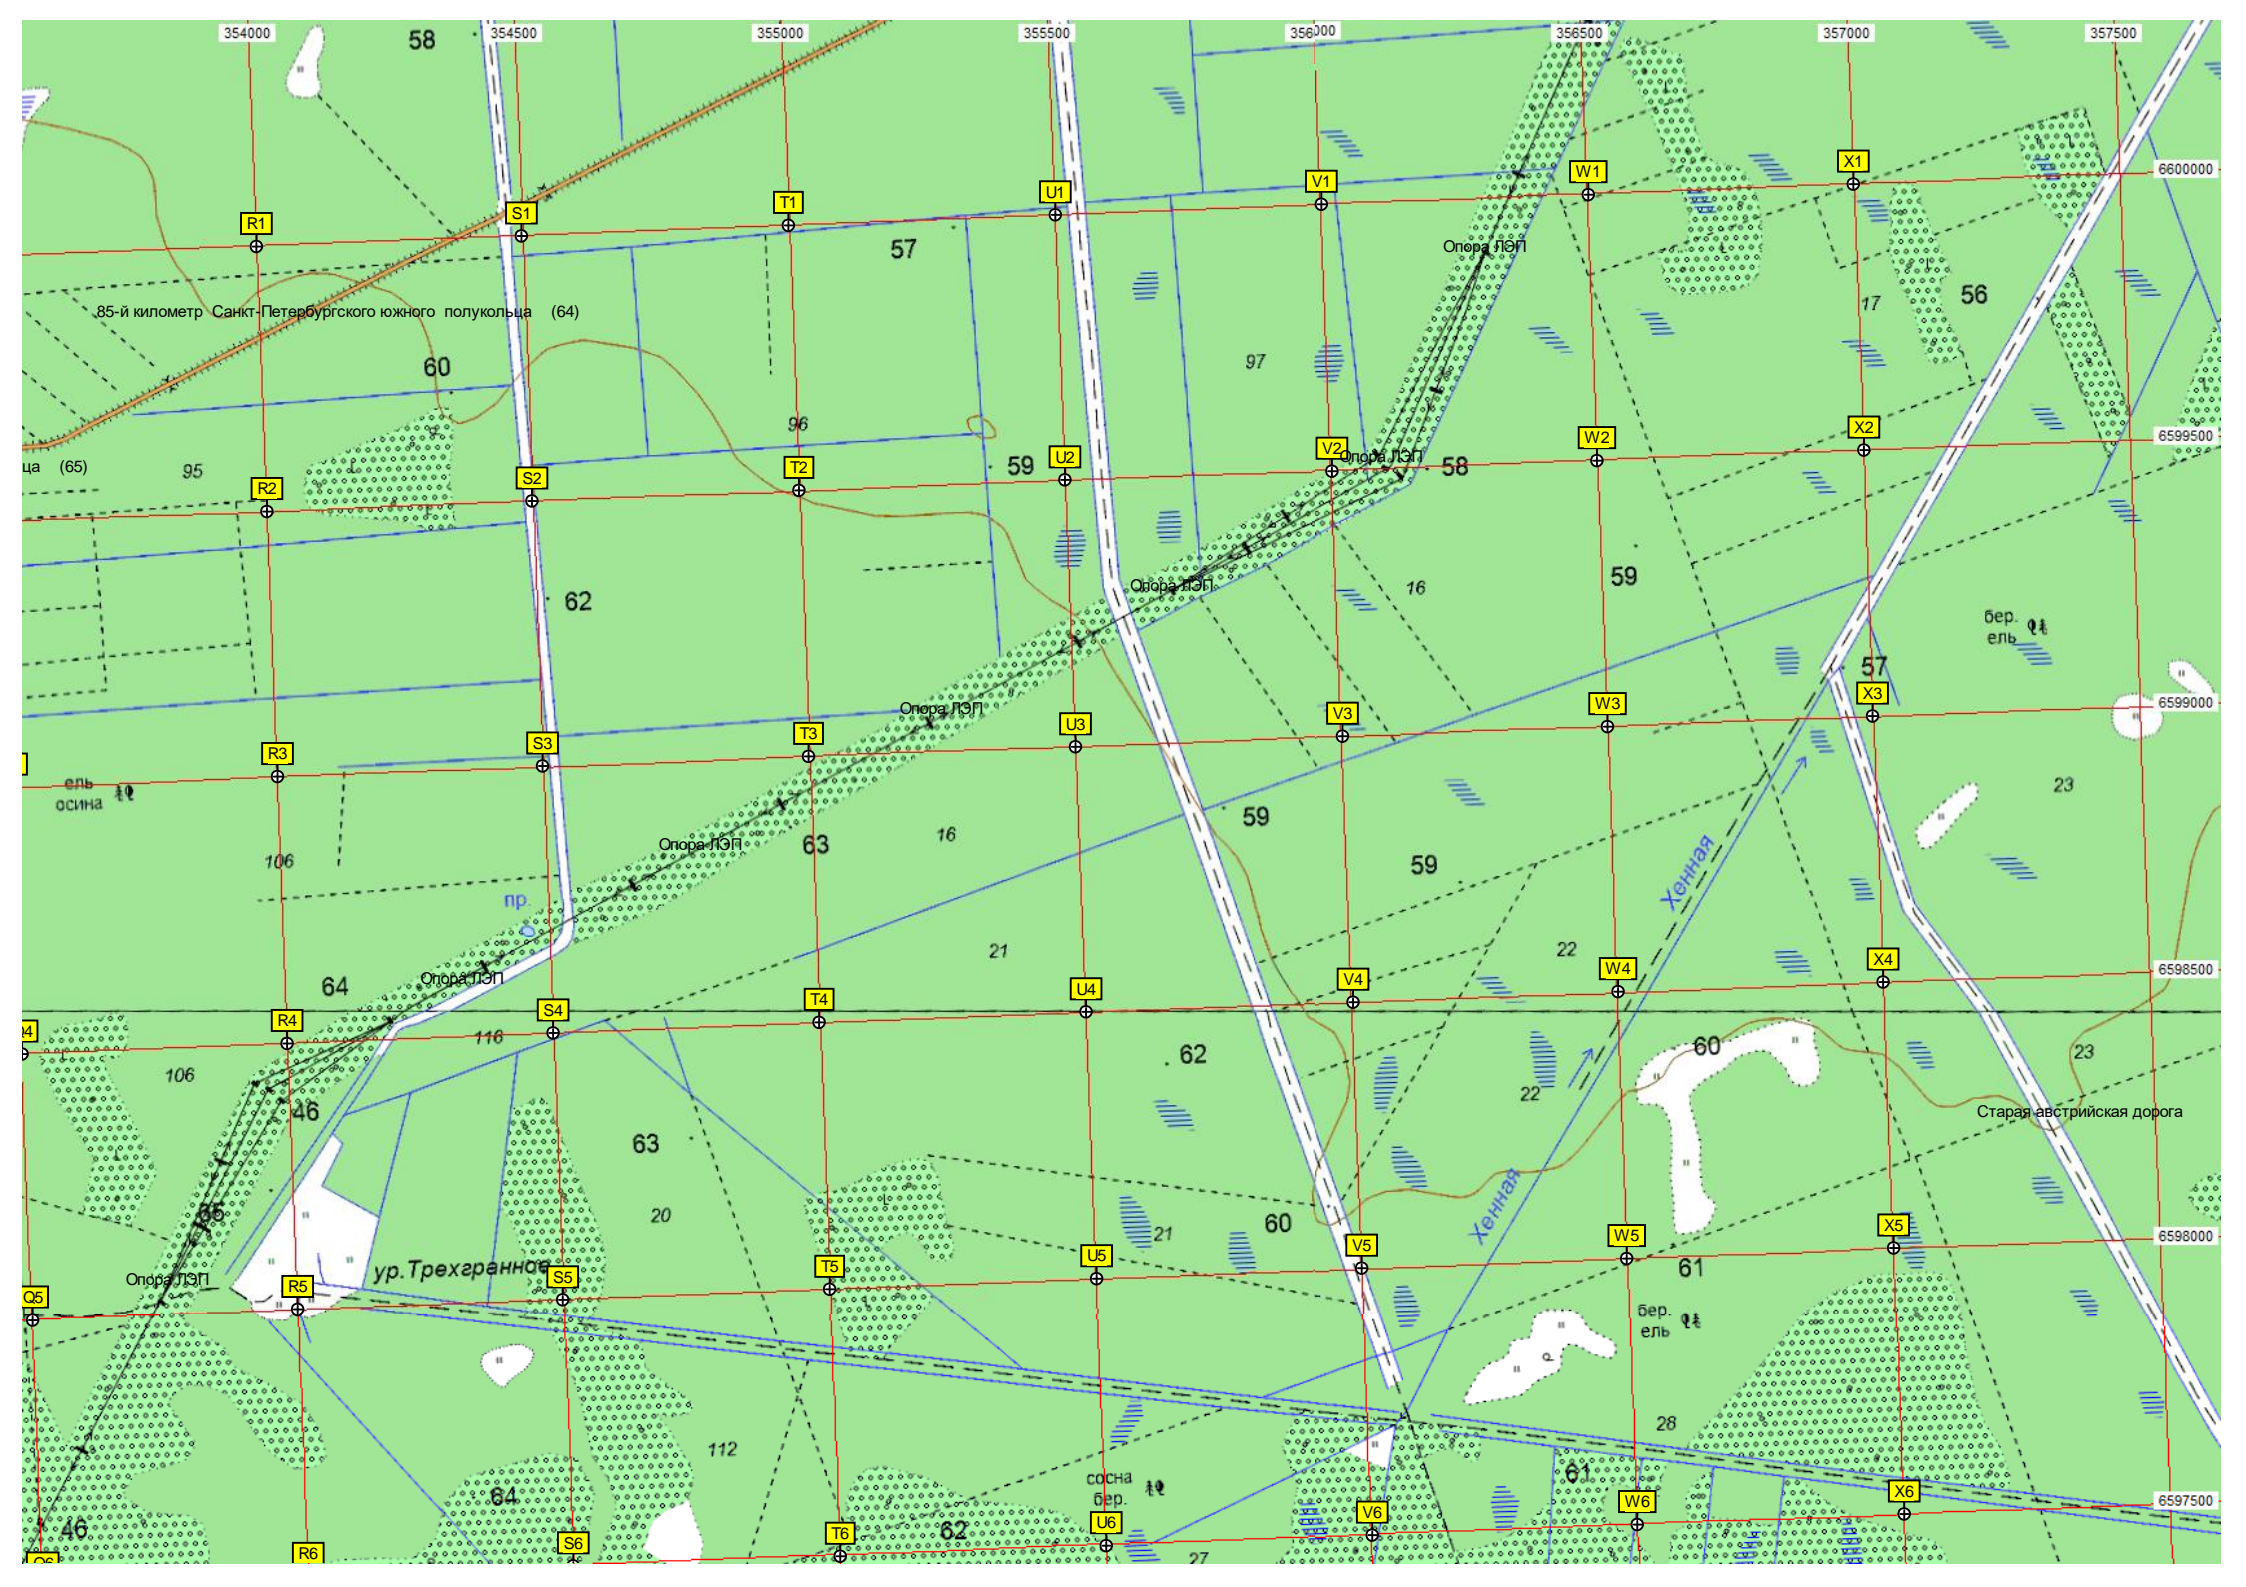 354000 354500 355000 355500 356000 356500 357000 357500
58
6600000
R1 S1 T1 U1 V1 W1 X1
57
Опора ЛЭП
56
17
85-й километр Санкт-Петербургского южного полукольца (64)
60
97
96
6599500
ца (65)
95
R2 S2 T2 U2 V2 W2 X2
59
Опора ЛЭП
58
62
Опора ЛЭП
16
59
бер.
ель
57
6599000
Опора ЛЭП
R3 S3 T3 U3 V3 W3 X3
ель
осина
23
106
Опора ЛЭП
63
16
59
59
Хенная
пр.
21
22
6598500
64
Опора ЛЭП
R4 S4 T4 U4 V4 W4 X4
116
106
62
60
23
22
46
Старая австрийская дорога
63
65
20
21
60
Хенная
6598000
Опора ЛЭП
ур.Трехгранное
Q5 R5 S5 T5 U5 V5 W5 X5
61
бер.
ель
28
112
сосна
бер.
61
64
6597500
46
62
27
Q6 R6 S6 T6 U6 V6 W6 X6